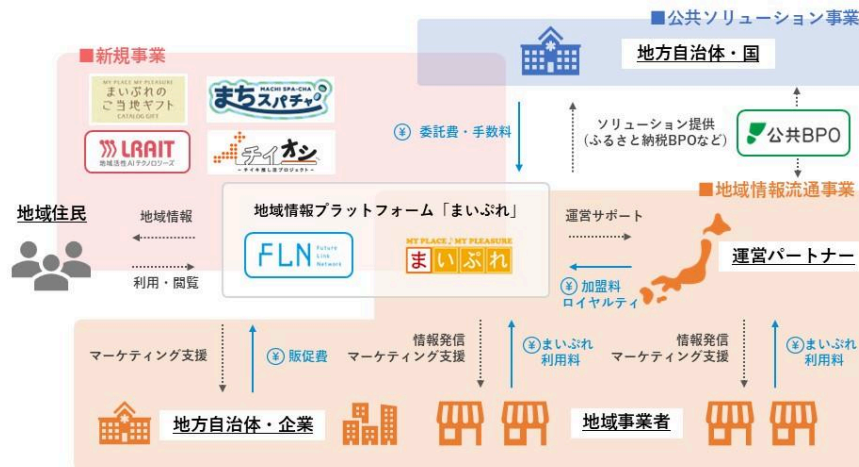 ■公共ソリューション事業
地方自治体・国
■新規事業
MY PLACE MY PLEASURE
まいぷれの
ご当地ギフト
CATALOG GIFT
MACHI SPA-CHA
まちスパチャ
LRAIT
地域活性AIテクノロジーズ
チイオシ
～チイキ推し活プロジェクト～
¥ 委託費・手数料
ソリューション提供
(ふるさと納税BPOなど)
公共BPO
■地域情報流通事業
地域住民
地域情報
利用・閲覧
地域情報プラットフォーム「まいぷれ」
FLN Future
Link
Network
MY PLACE♪MY PLEASURE
まいぷれ
運営サポート
¥ 加盟料
ロイヤルティ
運営パートナー
マーケティング支援
¥ 販促費
情報発信
マーケティング支援
¥ まいぷれ
利用料
情報発信
マーケティング支援
¥ まいぷれ
利用料
地方自治体・企業
地域事業者